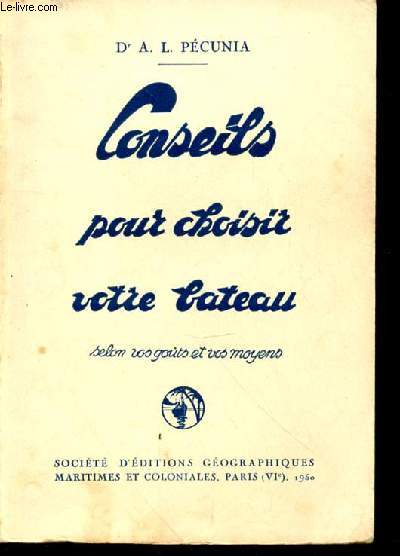 Le-livre.com
Dr A. L. PÉCUNIA
Conseils
pour choisir
votre bateau
selon vos goûts et vos moyens
SOCIÉTÉ D'ÉDITIONS GÉOGRAPHIQUES
MARITIMES ET COLONIALES, PARIS (VIe), 1950